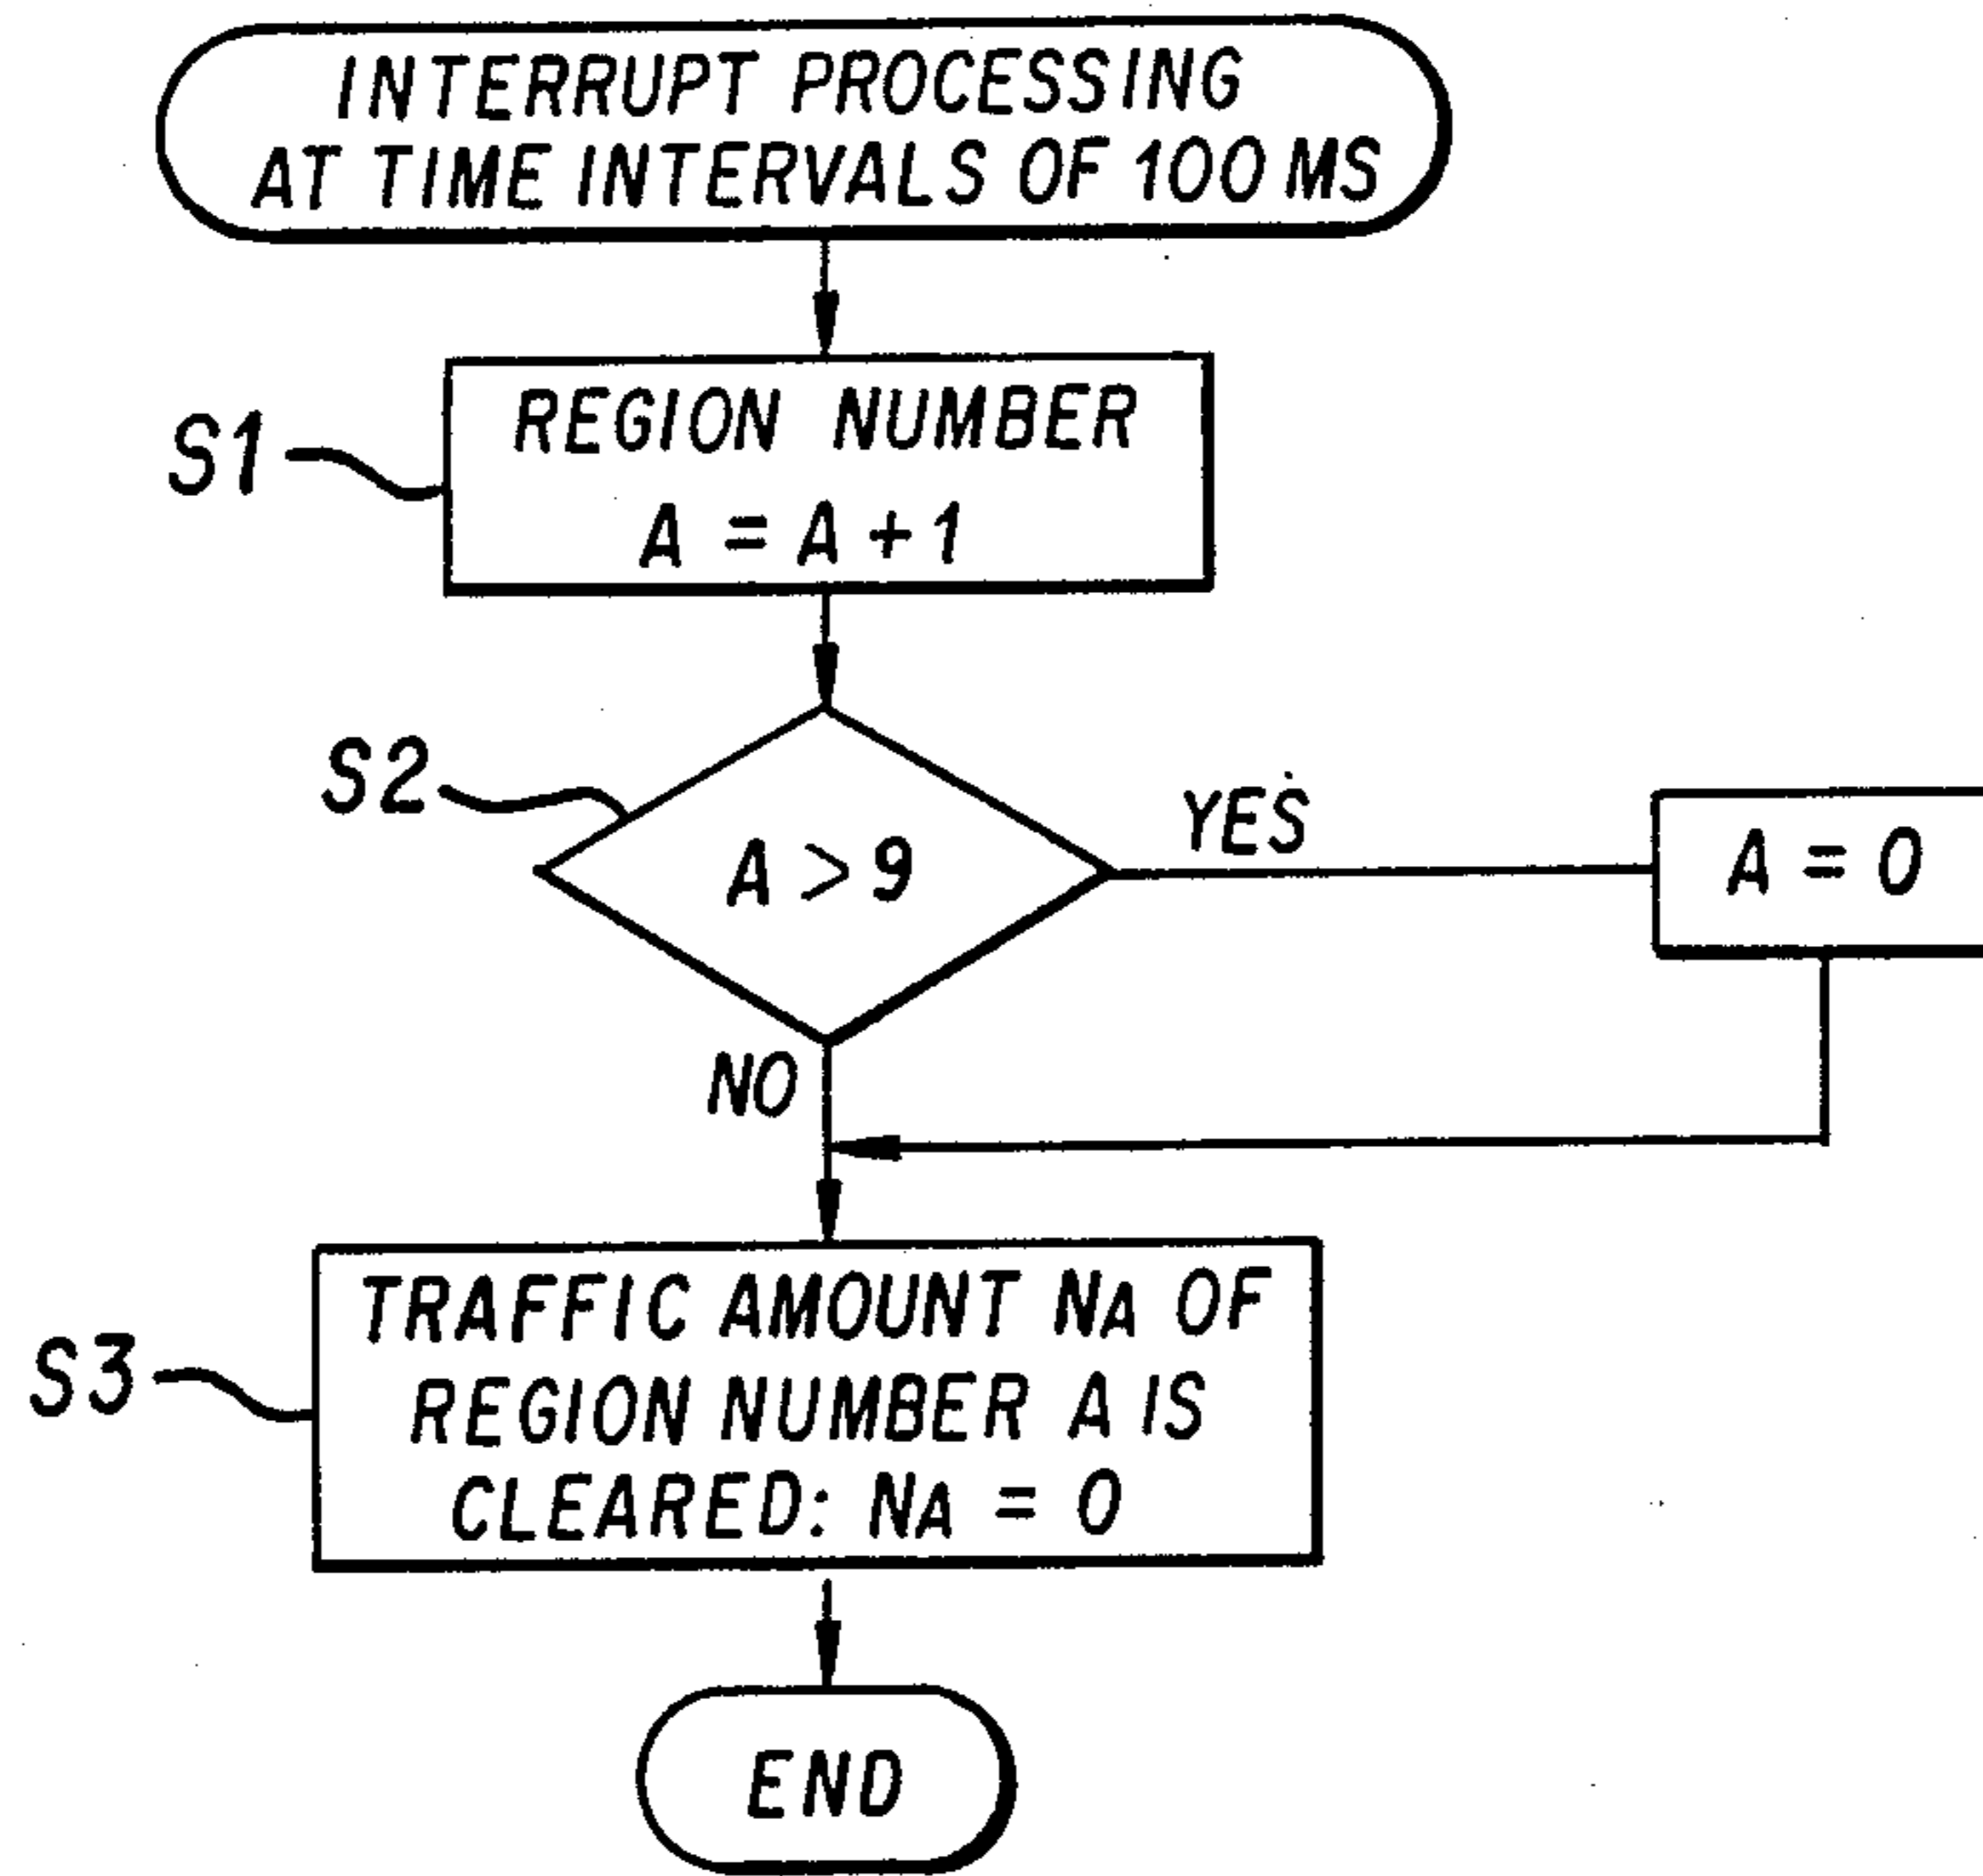 INTERRUPT PROCESSING
AT TIME INTERVALS OF 100 MS
S1
REGION NUMBER
A = A + 1
S2
A > 9
YES
A = 0
NO
S3
TRAFFIC AMOUNT NA OF
REGION NUMBER A IS
CLEARED: NA = 0
END